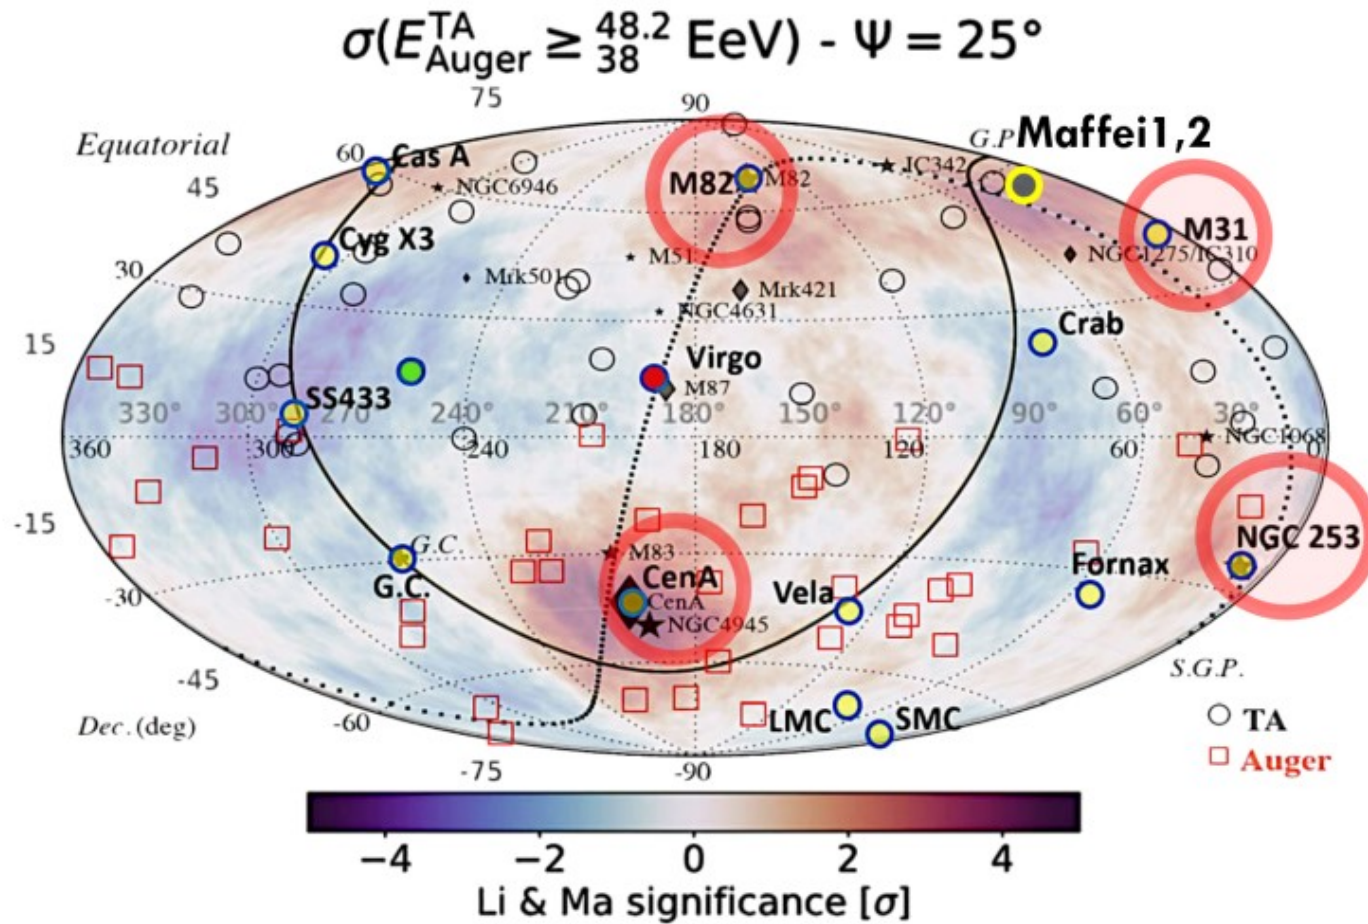 σ(E^TA_Auger ≥ ^48.2_38 EeV) - Ψ = 25°
75
90
Equatorial
G.P Maffei1,2
60 Cas A
M82 M82
IC342
45
NGC6946
M31
Cyg X3
M51
NGC1275/IC310
30
Mrk501
Mrk421
NGC4631
Crab
15
Virgo
M87
SS433
330° 300° 270° 240° 210° 180° 150° 120° 90° 60° 30°
NGC1068
360 300 240 180 120 60 0
-15
NGC 253
G.C.
M83
G.C.
CenA
CenA
Vela
Fornax
-30
NGC4945
S.G.P.
-45
LMC SMC
TA
Dec. (deg)
-60
Auger
-75
-90
−4 −2 0 2 4
Li & Ma significance [σ]